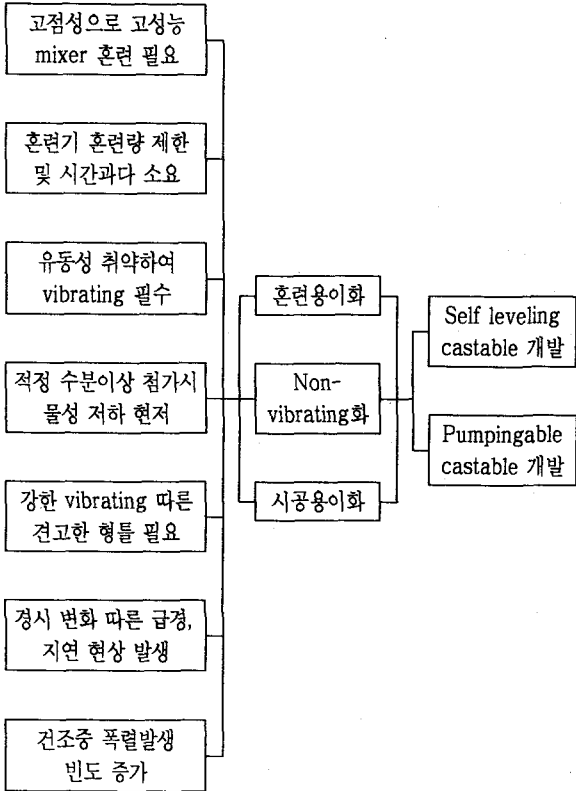 고점성으로 고성능
mixer 혼련 필요
혼련기 혼련량 제한
및 시간과다 소요
유동성 취약하여
vibrating 필수
적정 수분이상 첨가시
물성 저하 현저
강한 vibrating 따른
견고한 형틀 필요
경시 변화 따른 급경,
지연 현상 발생
건조중 폭렬발생
빈도 증가
혼련용이화
Non-
vibrating화
시공용이화
Self leveling
castable 개발
Pumpingable
castable 개발